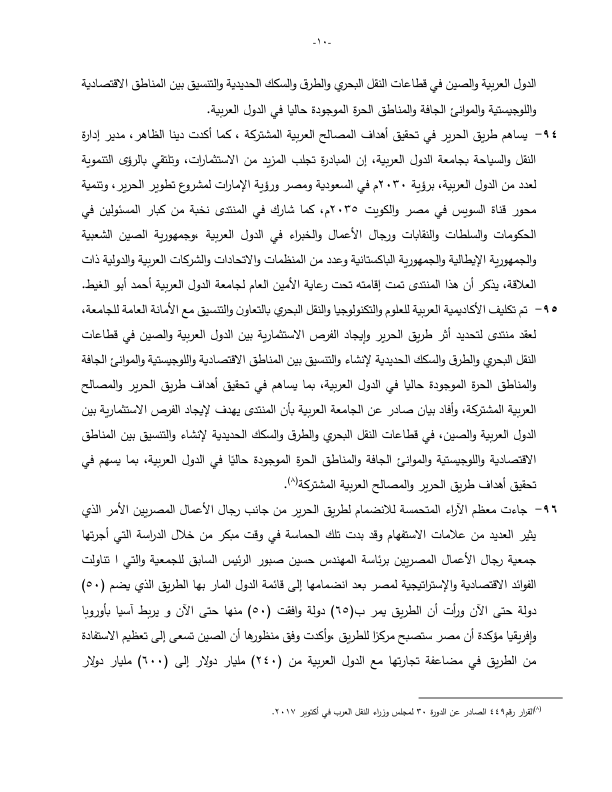 -١٠-
الدول العربية والصين في قطاعات النقل البحري والطرق والسكك الحديدية والتنسيق بين المناطق الاقتصادية
واللوجيستية والموانئ الجافة والمناطق الحرة الموجودة حاليا في الدول العربية.
٩٤- يساهم طريق الحرير في تحقيق أهداف المصالح العربية المشتركة ، كما أكدت دينا الظاهر، مدير إدارة
النقل والسياحة بجامعة الدول العربية، إن المبادرة تجلب المزيد من الاستثمارات، وتلتقي بالرؤى التنموية
لعدد من الدول العربية، برؤية ٢٠٣٠م في السعودية ومصر ورؤية الإمارات لمشروع تطوير الحرير، وتنمية
محور قناة السويس في مصر والكويت ٢٠٣٥م، كما شارك في المنتدى نخبة من كبار المسئولين في
الحكومات والسلطات والنقابات ورجال الأعمال والخبراء في الدول العربية ،وجمهورية الصين الشعبية
والجمهورية الإيطالية والجمهورية الباكستانية وعدد من المنظمات والاتحادات والشركات العربية والدولية ذات
العلاقة، يذكر أن هذا المنتدى تمت إقامته تحت رعاية الأمين العام لجامعة الدول العربية أحمد أبو الغيط.
٩٥- تم تكليف الأكاديمية العربية للعلوم والتكنولوجيا والنقل البحري بالتعاون والتنسيق مع الأمانة العامة للجامعة،
لعقد منتدى لتحديد أثر طريق الحرير وإيجاد الفرص الاستثمارية بين الدول العربية والصين في قطاعات
النقل البحري والطرق والسكك الحديدية لإنشاء والتنسيق بين المناطق الاقتصادية واللوجيستية والموانئ الجافة
والمناطق الحرة الموجودة حاليا في الدول العربية، بما يساهم في تحقيق أهداف طريق الحرير والمصالح
العربية المشتركة، وأفاد بيان صادر عن الجامعة العربية بأن المنتدى يهدف لإيجاد الفرص الاستثمارية بين
الدول العربية والصين، في قطاعات النقل البحري والطرق والسكك الحديدية لإنشاء والتنسيق بين المناطق
الاقتصادية واللوجيستية والموانئ الجافة والمناطق الحرة الموجودة حاليًا في الدول العربية، بما يسهم في
تحقيق أهداف طريق الحرير والمصالح العربية المشتركة(٨).
٩٦- جاءت معظم الآراء المتحمسة للانضمام لطريق الحرير من جانب رجال الأعمال المصريين الأمر الذي
يثير العديد من علامات الاستفهام وقد بدت تلك الحماسة في وقت مبكر من خلال الدراسة التي أجرتها
جمعية رجال الأعمال المصريين برئاسة المهندس حسين صبور الرئيس السابق للجمعية والتي ا تناولت
الفوائد الاقتصادية والإستراتيجية لمصر بعد انضمامها إلى قائمة الدول المار بها الطريق الذي يضم (٥٠)
دولة حتى الآن ورأت أن الطريق يمر ب(٦٥) دولة وافقت (٥٠) منها حتى الآن و يربط آسيا بأوروبا
وإفريقيا مؤكدة أن مصر ستصبح مركزا للطريق ،وأكدت وفق منظورها أن الصين تسعى إلى تعظيم الاستفادة
من الطريق في مضاعفة تجارتها مع الدول العربية من (٢٤٠) مليار دولار إلى (٦٠٠) مليار دولار
(٨)القرار رقم٤٤٩ الصادر عن الدورة ٣٠ لمجلس وزراء النقل العرب في أكتوبر ٢٠١٧.